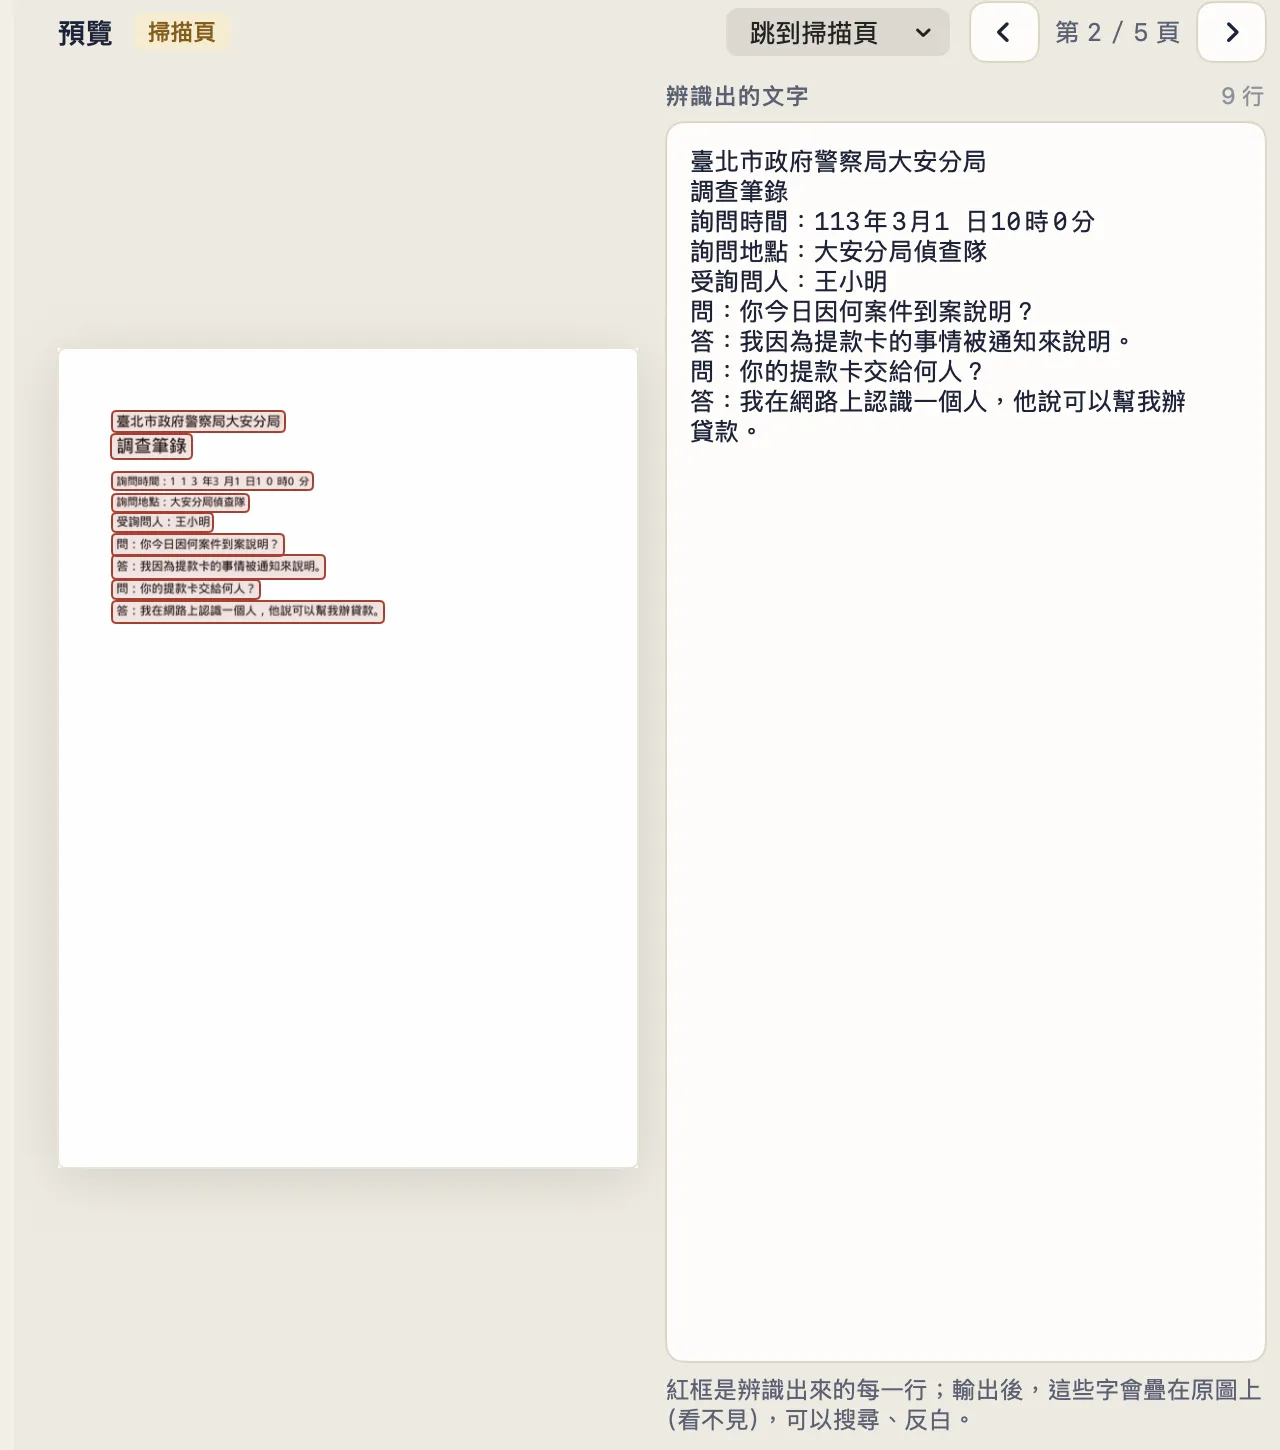 預覽 掃描頁 跳到掃描頁 第 2 / 5 頁
辨識出的文字 9 行
臺北市政府警察局大安分局
調查筆錄
詢問時間：1 1 3 年3 月1 日1 0 時0 分
詢問地點：大安分局偵查隊
受詢問人：王小明
問：你今日因何案件到案說明？
答：我因為提款卡的事情被通知來說明。
問：你的提款卡交給何人？
答：我在網路上認識一個人，他說可以幫我辦貸款。
臺北市政府警察局大安分局
調查筆錄
詢問時間：113年3月1 日10時0分
詢問地點：大安分局偵查隊
受詢問人：王小明
問：你今日因何案件到案說明？
答：我因為提款卡的事情被通知來說明。
問：你的提款卡交給何人？
答：我在網路上認識一個人，他說可以幫我辦
貸款。
紅框是辨識出來的每一行；輸出後，這些字會疊在原圖上
(看不見)，可以搜尋、反白。